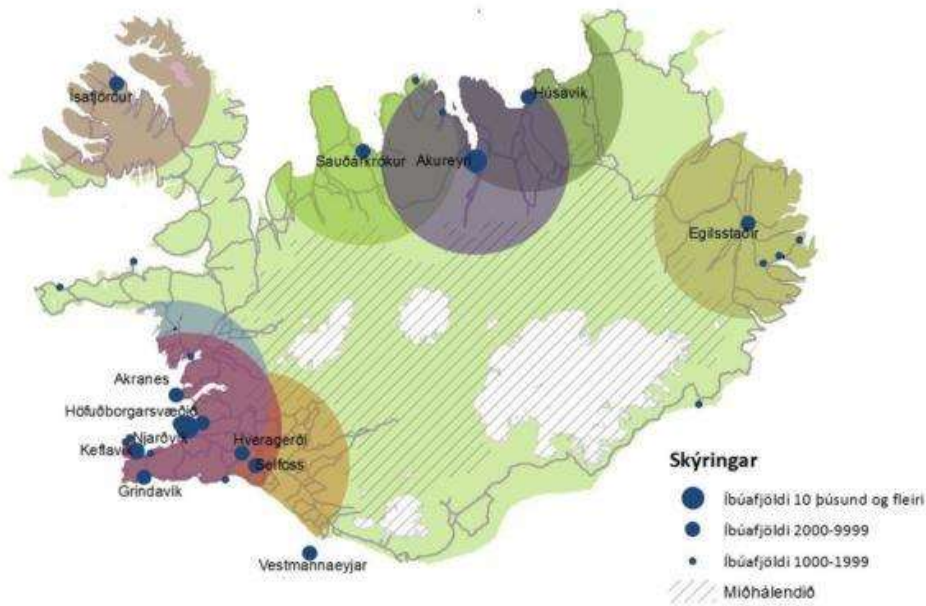 Ísafjörður
Húsavík
Sauðárkrókur
Akureyri
Egilsstaðir
Akranes
Höfuðborgarsvæðið
Njarðvík
Keflavík
Hveragerði
Selfoss
Grindavík
Vestmannaeyjar
Skýringar
Íbúafjöldi 10 þúsund og fleiri
Íbúafjöldi 2000-9999
Íbúafjöldi 1000-1999
Miðhálendið